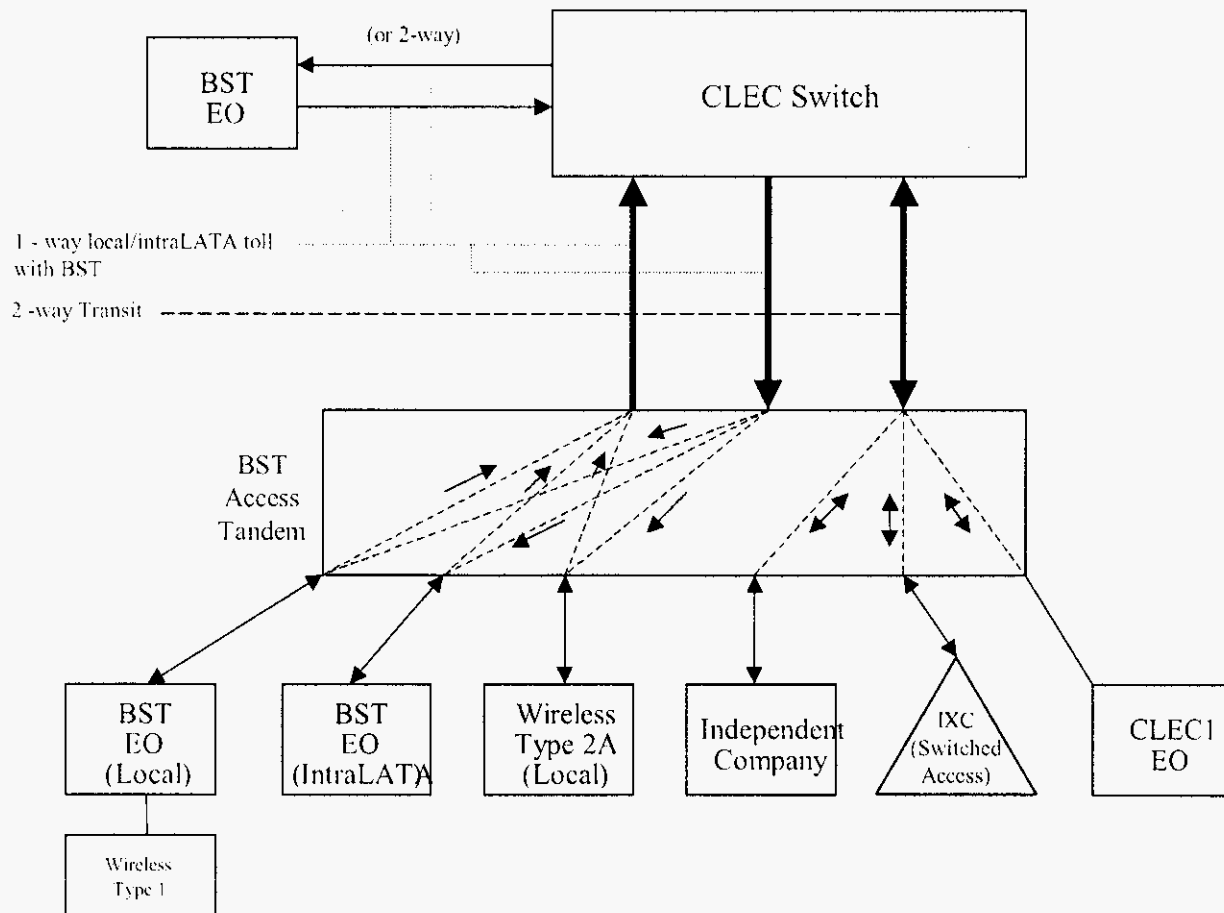 (or 2-way)
BST
EO
CLEC Switch
1 - way local/intraLATA toll
with BST
2 -way Transit
BST
Access
Tandem
BST
EO
(Local)
BST
EO
(IntraLATA)
Wireless
Type 2A
(Local)
Independent
Company
IXC
(Switched
Access)
CLEC1
EO
Wireless
Type 1